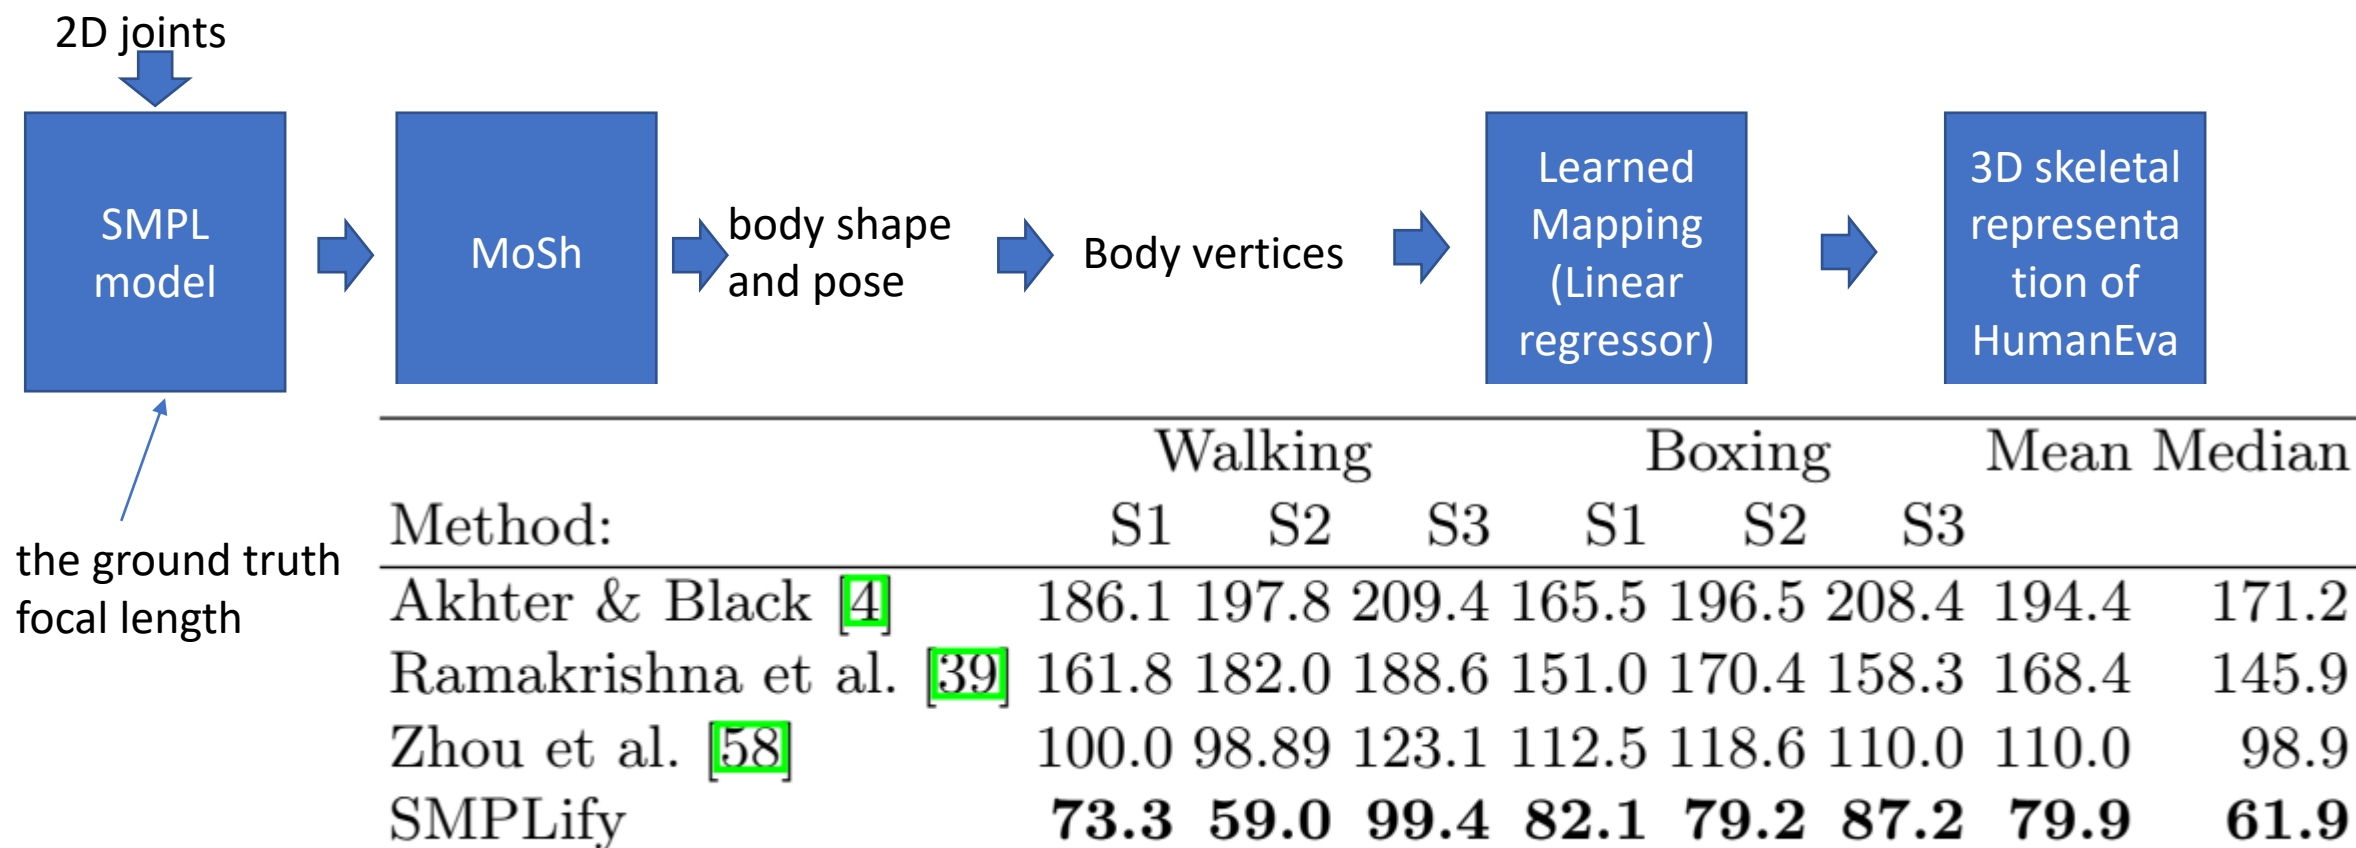 2D joints
SMPL
model
MoSh
body shape
and pose
Body vertices
Learned
Mapping
(Linear
regressor)
3D skeletal
representa
tion of
HumanEva
the ground truth
focal length
Walking Boxing Mean Median
Method: S1 S2 S3 S1 S2 S3
Akhter & Black [4] 186.1 197.8 209.4 165.5 196.5 208.4 194.4 171.2
Ramakrishna et al. [39] 161.8 182.0 188.6 151.0 170.4 158.3 168.4 145.9
Zhou et al. [58] 100.0 98.89 123.1 112.5 118.6 110.0 110.0 98.9
SMPLify 73.3 59.0 99.4 82.1 79.2 87.2 79.9 61.9